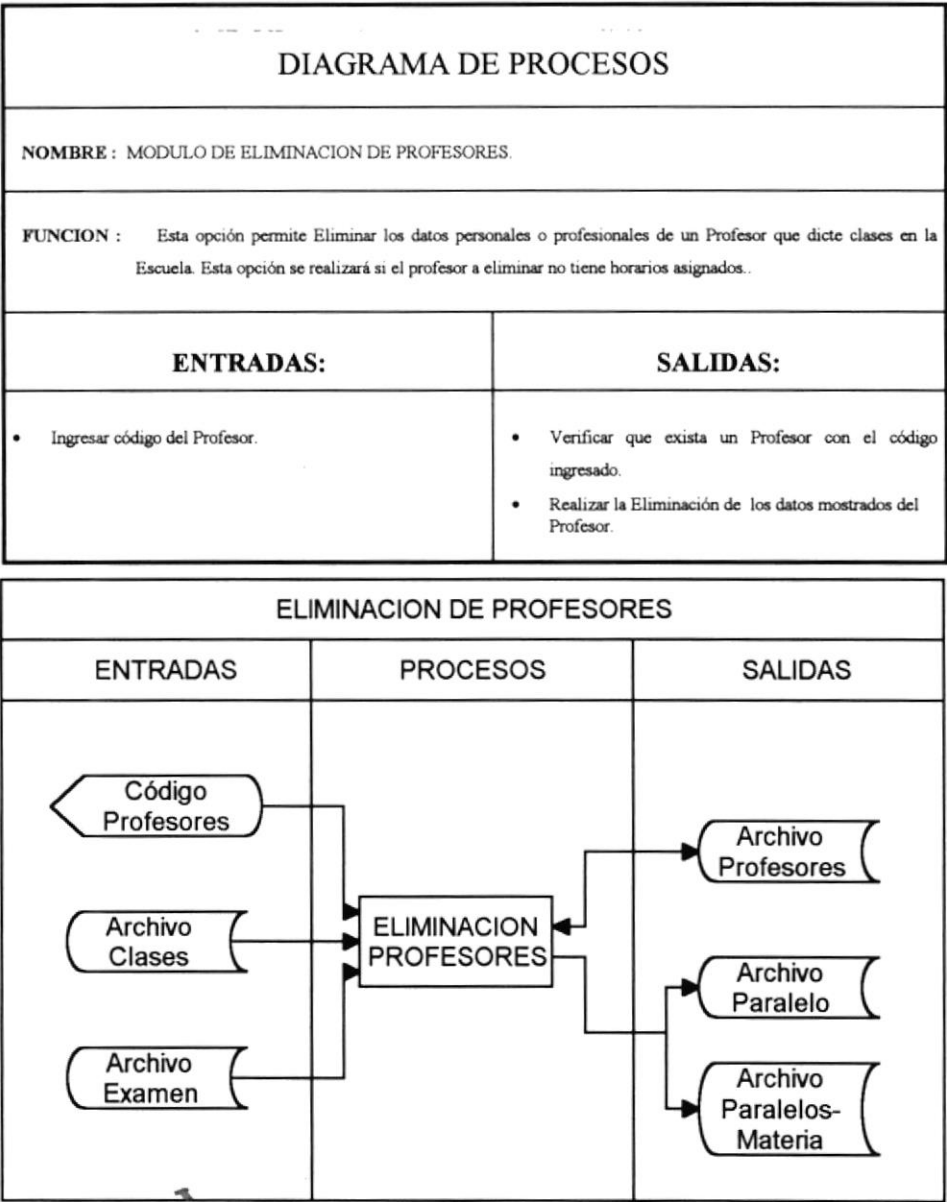 DIAGRAMA DE PROCESOS
NOMBRE : MODULO DE ELIMINACION DE PROFESORES.
FUNCION : Esta opción permite Eliminar los datos personales o profesionales de un Profesor que dicte clases en la
Escuela. Esta opción se realizará si el profesor a eliminar no tiene horarios asignados..
ENTRADAS:
SALIDAS:
• Ingresar código del Profesor.
• Verificar que exista un Profesor con el código
ingresado.
• Realizar la Eliminación de los datos mostrados del
Profesor.
ELIMINACION DE PROFESORES
ENTRADAS
PROCESOS
SALIDAS
Código
Profesores
Archivo
Clases
Archivo
Examen
ELIMINACION
PROFESORES
Archivo
Profesores
Archivo
Paralelo
Archivo
Paralelos-
Materia